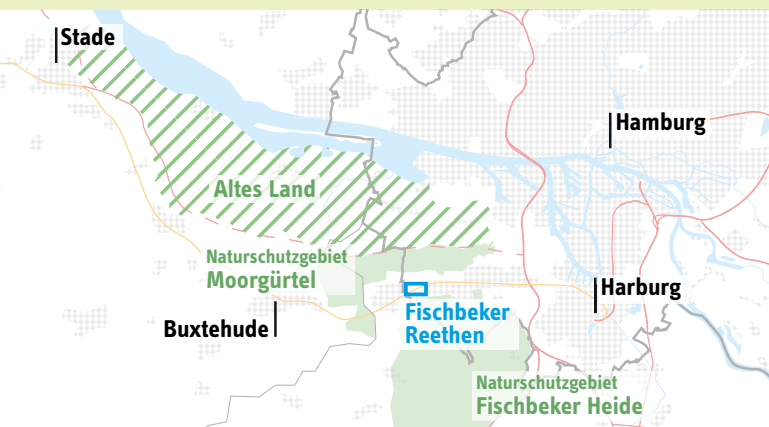 Stade
Hamburg
Altes Land
Naturschutzgebiet
Moorgürtel
Harburg
Fischbeker
Reethen
Buxtehude
Naturschutzgebiet
Fischbeker Heide